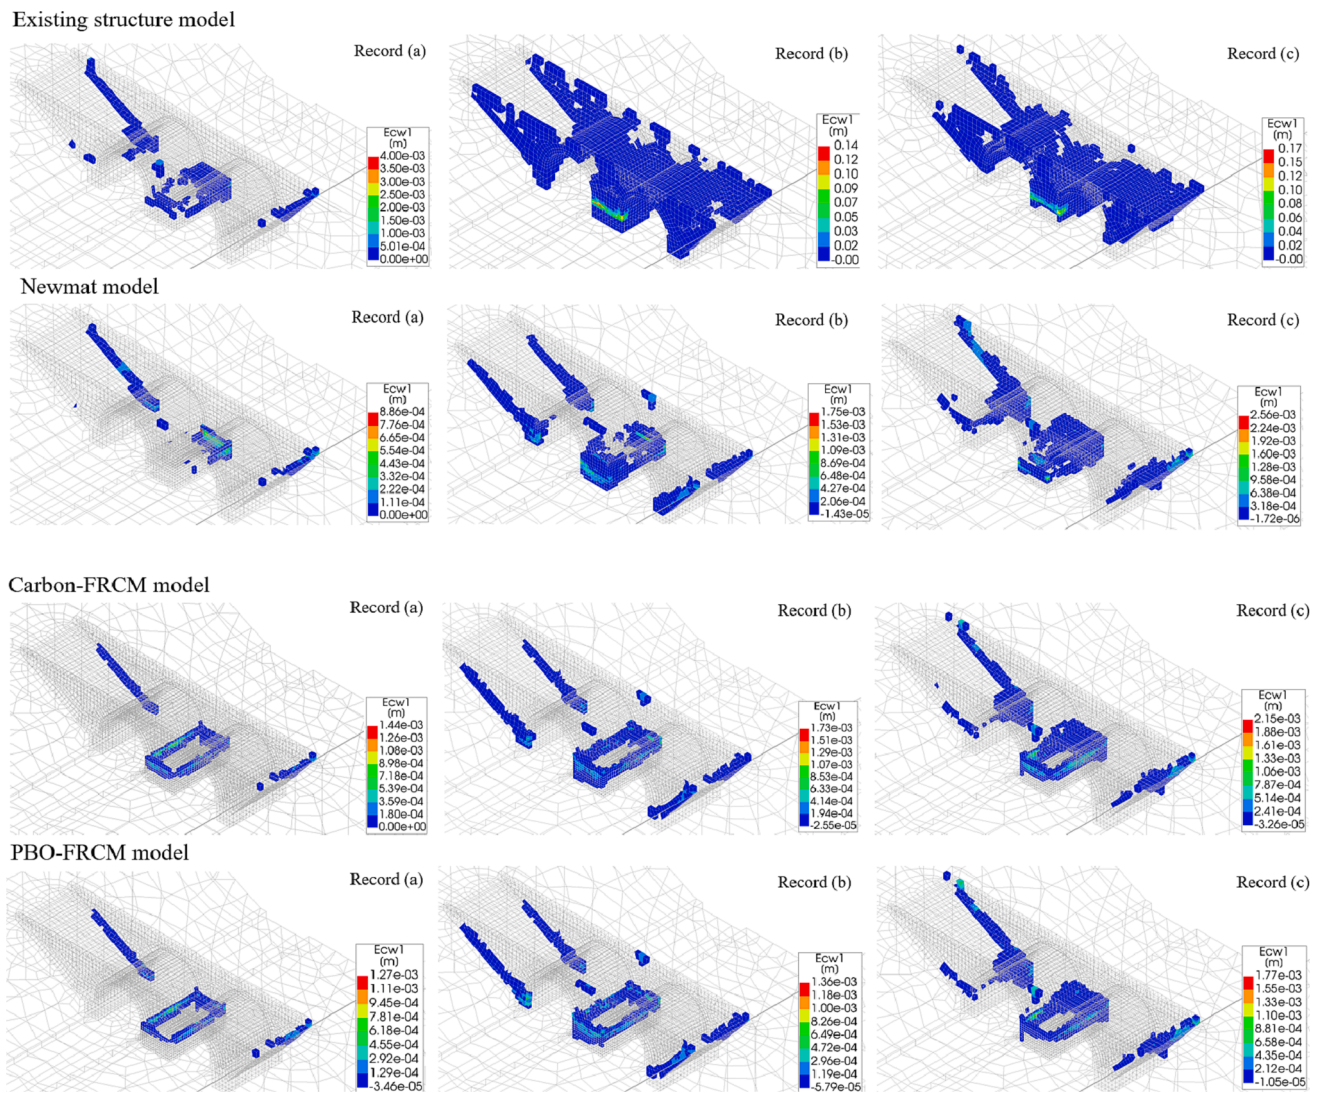 Existing structure model
Record (a)
Ecw1
(m)
4.00e-03
3.50e-03
3.00e-03
2.50e-03
2.00e-03
1.50e-03
1.00e-03
5.01e-04
0.00e+00
Record (b)
Ecw1
(m)
0.14
0.12
0.10
0.09
0.07
0.05
0.03
0.02
-0.00
Record (c)
Ecw1
(m)
0.17
0.15
0.12
0.10
0.08
0.06
0.04
0.02
-0.00
Newmat model
Record (a)
Ecw1
(m)
8.86e-04
7.76e-04
6.65e-04
5.54e-04
4.43e-04
3.32e-04
2.22e-04
1.11e-04
0.00e+00
Record (b)
Ecw1
(m)
1.75e-03
1.53e-03
1.31e-03
1.09e-03
8.69e-04
6.48e-04
4.27e-04
2.06e-04
-1.43e-05
Record (c)
Ecw1
(m)
2.56e-03
2.24e-03
1.92e-03
1.60e-03
1.28e-03
9.58e-04
6.38e-04
3.18e-04
-1.72e-06
Carbon-FRCM model
Record (a)
Ecw1
(m)
1.44e-03
1.26e-03
1.08e-03
8.98e-04
7.18e-04
5.39e-04
3.59e-04
1.80e-04
0.00e+00
Record (b)
Ecw1
(m)
1.73e-03
1.51e-03
1.29e-03
1.07e-03
8.53e-04
6.33e-04
4.14e-04
1.94e-04
-2.55e-05
Record (c)
Ecw1
(m)
2.15e-03
1.88e-03
1.61e-03
1.33e-03
1.06e-03
7.87e-04
5.14e-04
2.41e-04
-3.26e-05
PBO-FRCM model
Record (a)
Ecw1
(m)
1.27e-03
1.11e-03
9.45e-04
7.81e-04
6.18e-04
4.55e-04
2.92e-04
1.29e-04
-3.46e-05
Record (b)
Ecw1
(m)
1.36e-03
1.18e-03
1.00e-03
8.26e-04
6.49e-04
4.72e-04
2.96e-04
1.19e-04
-5.79e-05
Record (c)
Ecw1
(m)
1.77e-03
1.55e-03
1.33e-03
1.10e-03
8.81e-04
6.58e-04
4.35e-04
2.12e-04
-1.05e-05